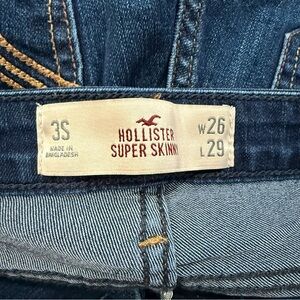 3S
MADE IN
BANGLADESH
HOLLISTER
SUPER SKINNY
W26
L29